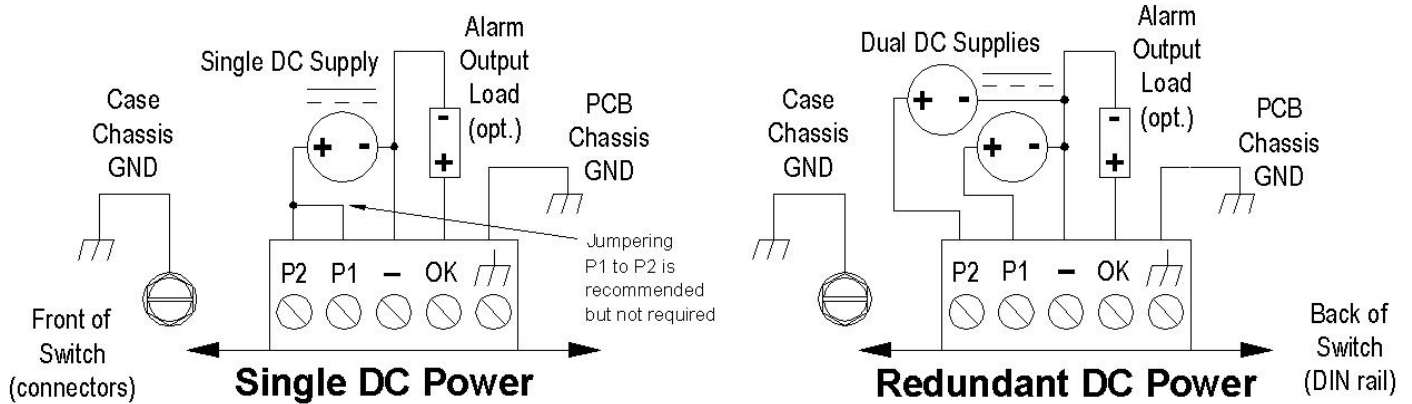 Single DC Supply
Alarm
Output
Load
(opt.)
Case
Chassis
GND
PCB
Chassis
GND
+ -
-
+
Jumpering
P1 to P2 is
recommended
but not required
P2 P1 – OK
Front of
Switch
(connectors)
Single DC Power
Dual DC Supplies
Alarm
Output
Load
(opt.)
Case
Chassis
GND
PCB
Chassis
GND
+ -
+ -
-
+
P2 P1 – OK
Back of
Switch
(DIN rail)
Redundant DC Power